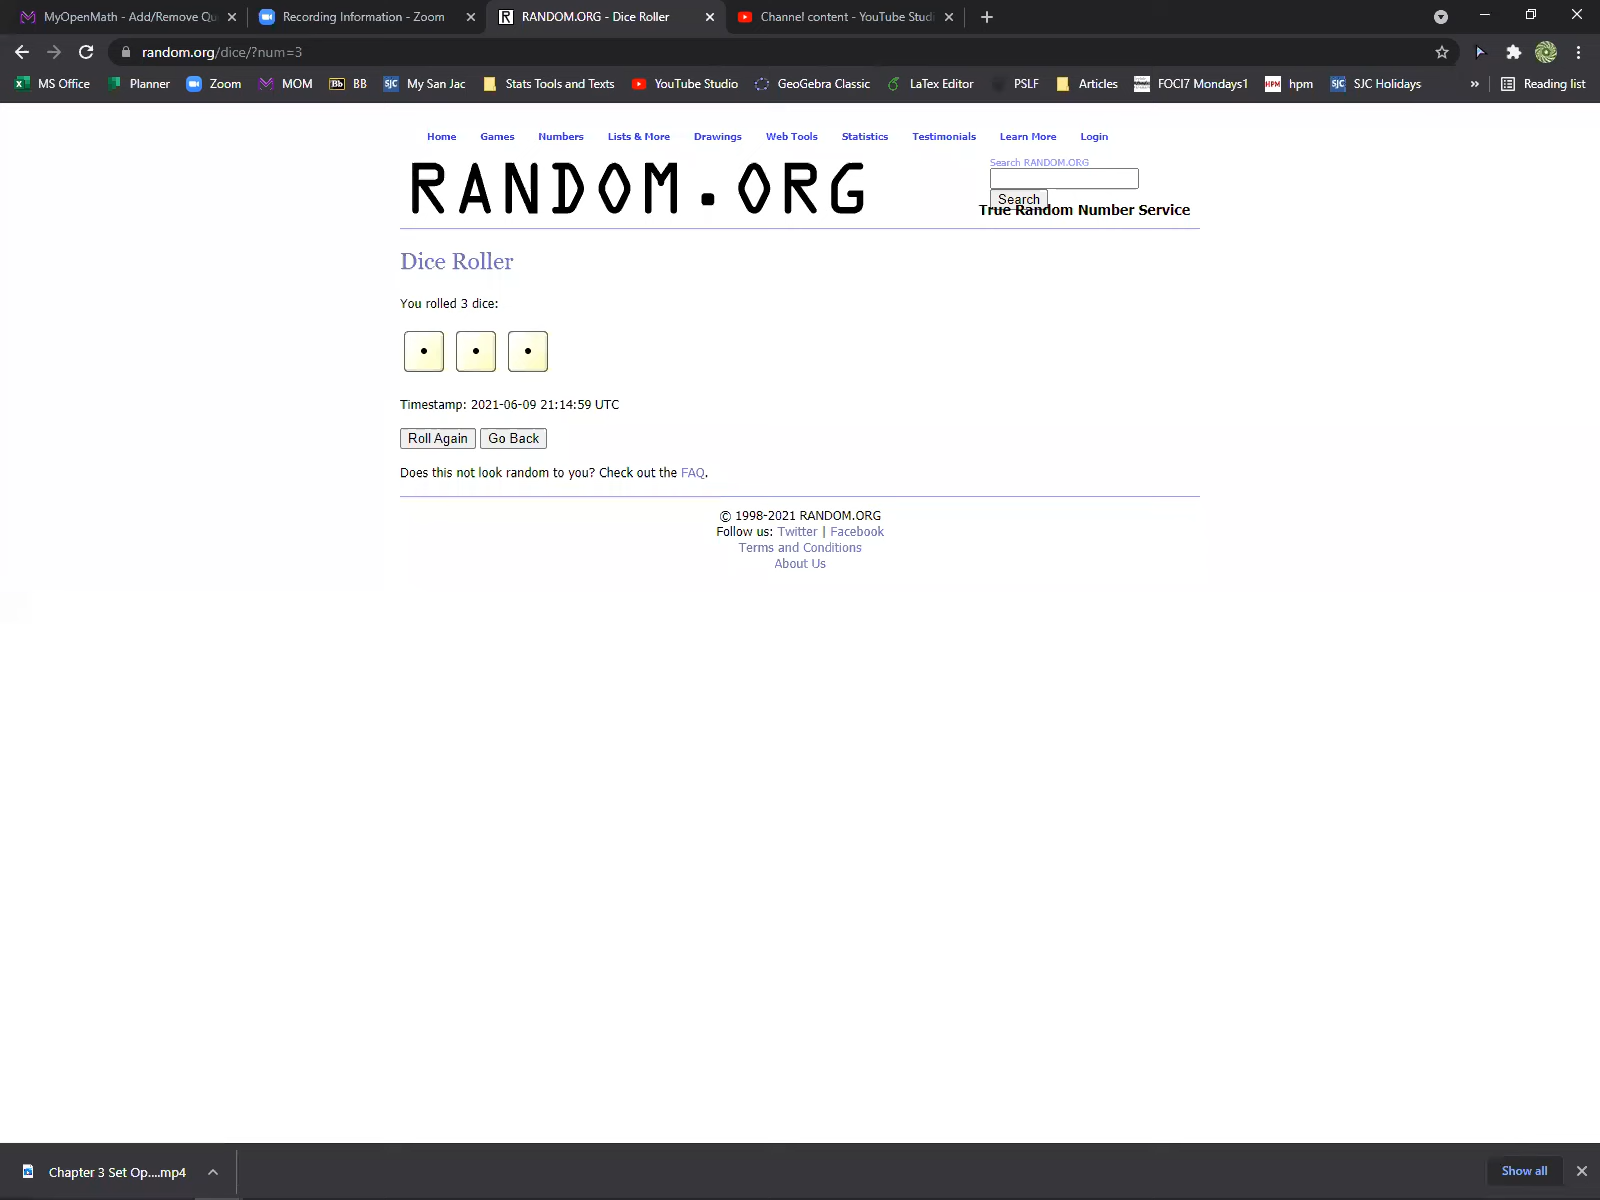 MyOpenMath - Add/Remove Qu
Recording Information - Zoom
RANDOM.ORG - Dice Roller
Channel content - YouTube Studi
random.org/dice/?num=3
MS Office Planner Zoom MOM BB My San Jac Stats Tools and Texts YouTube Studio GeoGebra Classic LaTex Editor PSLF Articles FOCI7 Mondays1 hpm SJC Holidays » Reading list
Home Games Numbers Lists & More Drawings Web Tools Statistics Testimonials Learn More Login
RANDOM.ORG
Search RANDOM.ORG
Search
True Random Number Service
Dice Roller
You rolled 3 dice:
Timestamp: 2021-06-09 21:14:59 UTC
Roll Again Go Back
Does this not look random to you? Check out the FAQ.
© 1998-2021 RANDOM.ORG
Follow us: Twitter | Facebook
Terms and Conditions
About Us
Chapter 3 Set Op....mp4
Show all